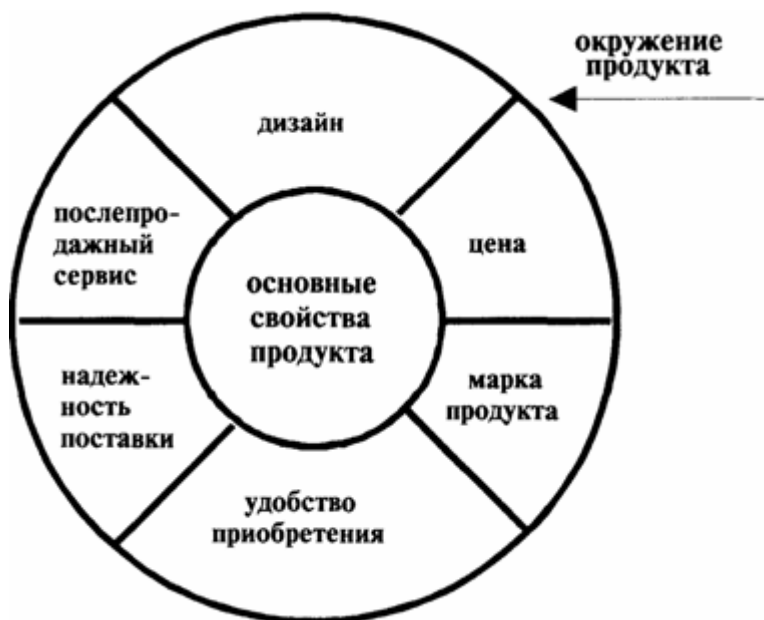 окружение
продукта
дизайн
послепро-
дажный
сервис
цена
основные
свойства
продукта
надеж-
ность
поставки
марка
продукта
удобство
приобретения